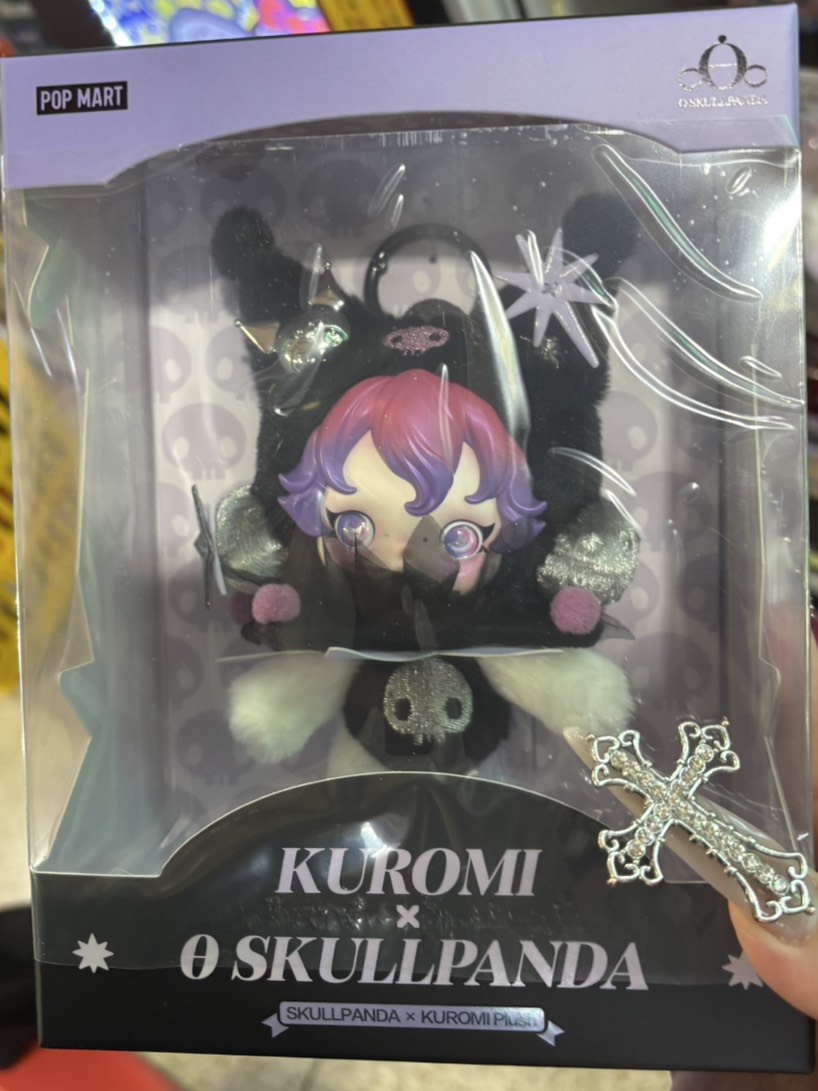 POP MART
θ SKULLPANDA
KUROMI
×
θ SKULLPANDA
SKULLPANDA × KUROMI Plush